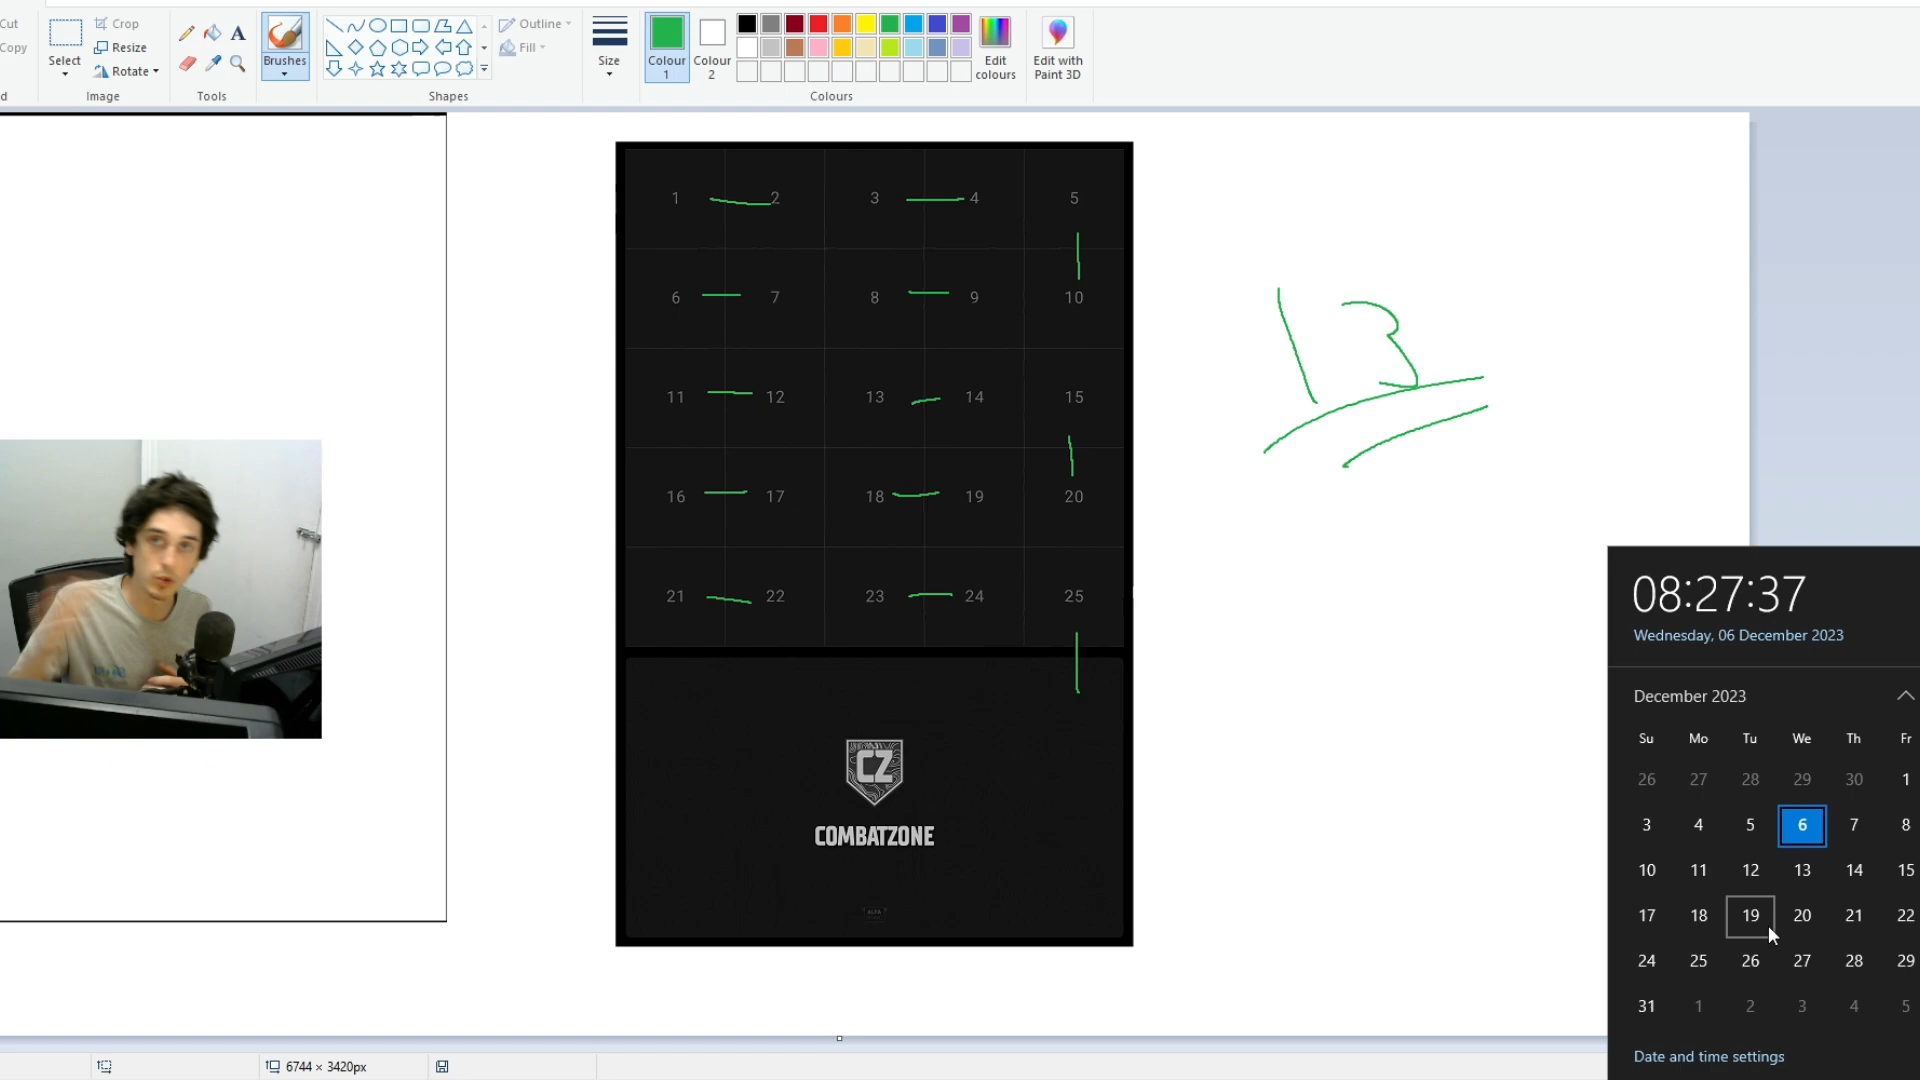 Cut
Crop
Outline
Copy
Resize
Fill
Select
Rotate
A
Brushes
Size
Colour 1
Colour 2
Edit colours
Edit with Paint 3D
d
Image
Tools
Shapes
Colours
1 2 3 4 5
6 7 8 9 10
11 12 13 14 15
16 17 18 19 20
21 22 23 24 25
CZ
COMBATZONE
ALFA
13
08:27:37
Wednesday, 06 December 2023
December 2023
Su Mo Tu We Th Fr
26 27 28 29 30 1
3 4 5 6 7 8
10 11 12 13 14 15
17 18 19 20 21 22
24 25 26 27 28 29
31 1 2 3 4 5
Date and time settings
6744 × 3420px